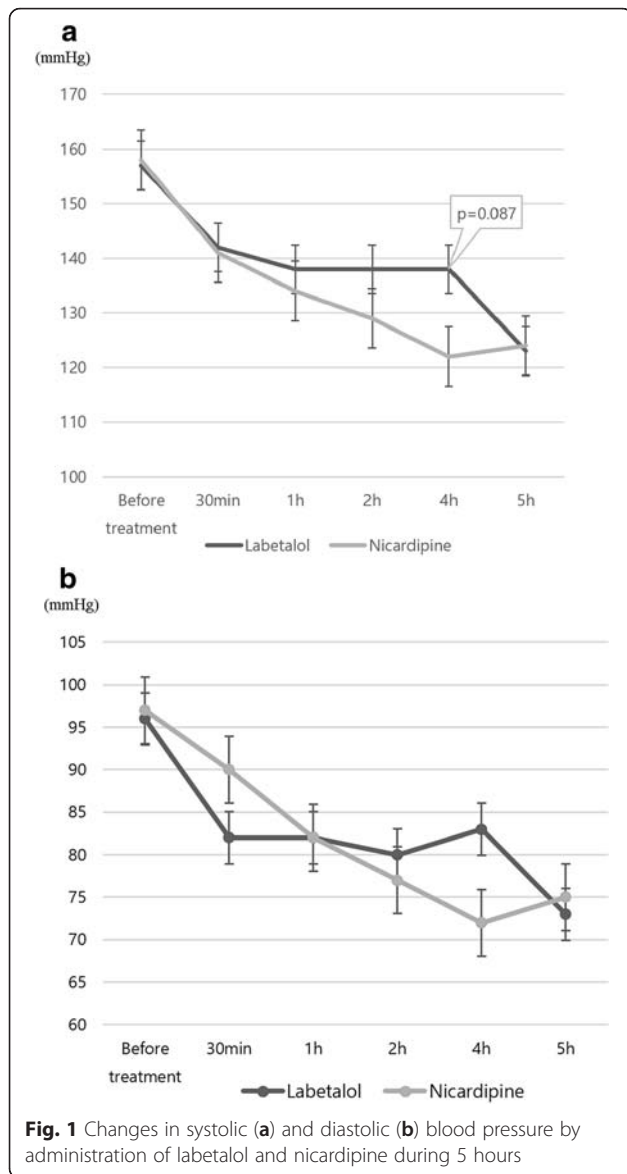 a
(mmHg)
170
160
150
p=0.087
140
130
120
110
100
Before treatment 30min 1h 2h 4h 5h
Labetalol Nicardipine
b
(mmHg)
105
100
95
90
85
80
75
70
65
60
Before treatment 30min 1h 2h 4h 5h
Labetalol Nicardipine
Fig. 1 Changes in systolic (a) and diastolic (b) blood pressure by
administration of labetalol and nicardipine during 5 hours